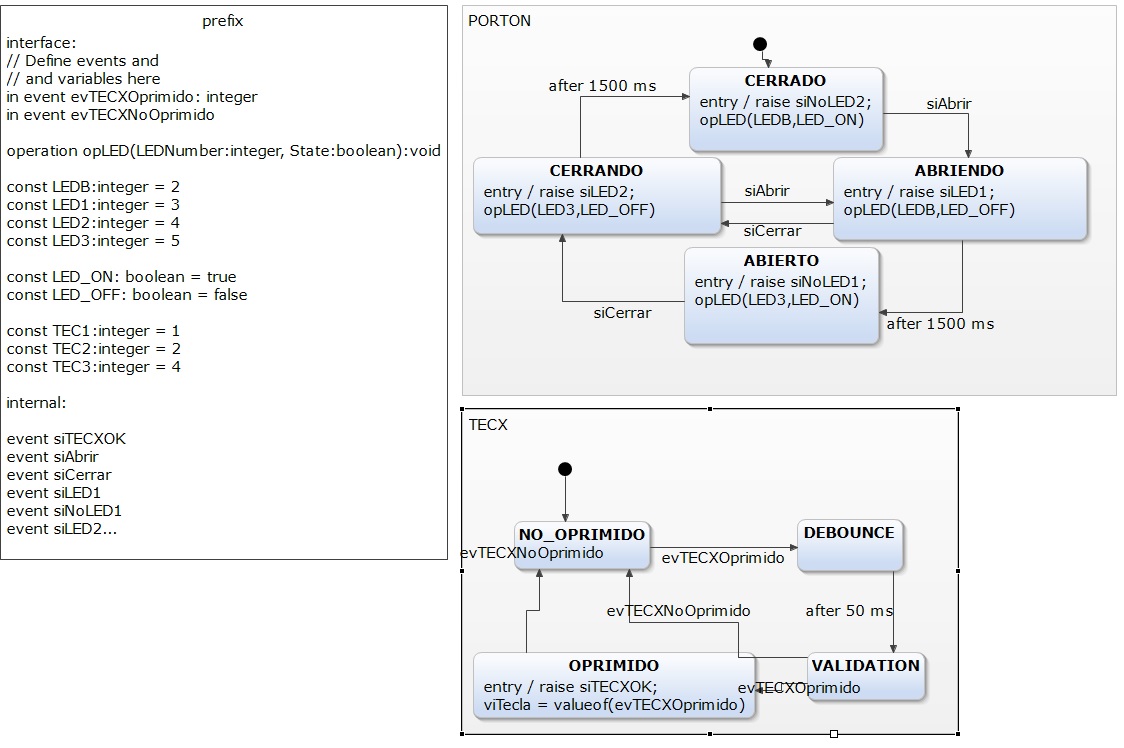 prefix
interface:
// Define events and
// and variables here
in event evTECXOprimido: integer
in event evTECXNoOprimido
operation opLED(LEDNumber:integer, State:boolean):void
const LEDB:integer = 2
const LED1:integer = 3
const LED2:integer = 4
const LED3:integer = 5
const LED_ON: boolean = true
const LED_OFF: boolean = false
const TEC1:integer = 1
const TEC2:integer = 2
const TEC3:integer = 4
internal:
event siTECXOK
event siAbrir
event siCerrar
event siLED1
event siNoLED1
event siLED2...
PORTON
CERRADO
entry / raise siNoLED2;
opLED(LEDB,LED_ON)
after 1500 ms
siAbrir
CERRANDO
entry / raise siLED2;
opLED(LED3,LED_OFF)
siAbrir
siCerrar
ABRIENDO
entry / raise siLED1;
opLED(LEDB,LED_OFF)
ABIERTO
entry / raise siNoLED1;
opLED(LED3,LED_ON)
siCerrar
after 1500 ms
TECX
NO_OPRIMIDO
evTECXNoOprimido
evTECXOprimido
DEBOUNCE
evTECXNoOprimido
after 50 ms
OPRIMIDO
entry / raise siTECXOK;
viTecla = valueof(evTECXOprimido)
evTECXOprimido
VALIDATION